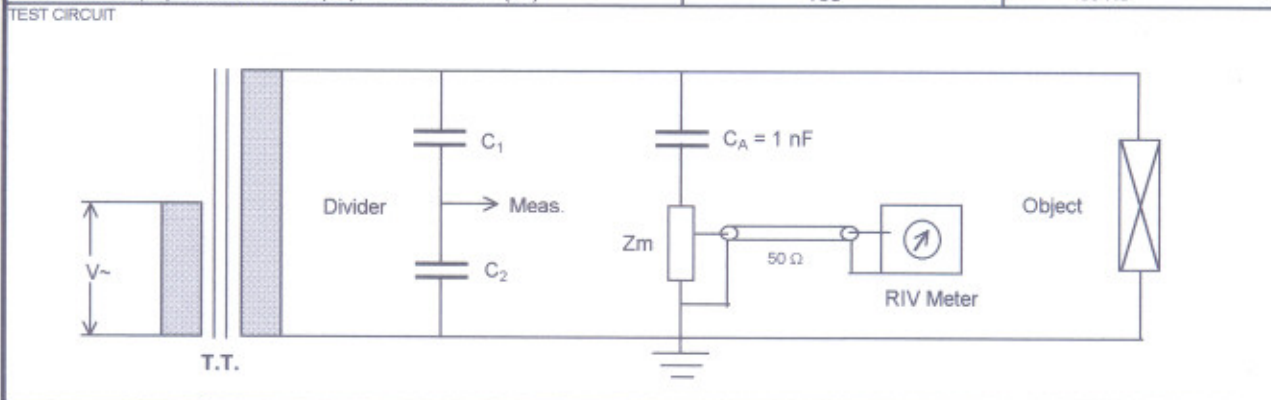 TEST CIRCUIT
C1
CA = 1 nF
Divider
Meas.
Object
Zm
50 Ω
V~
C2
RIV Meter
T.T.